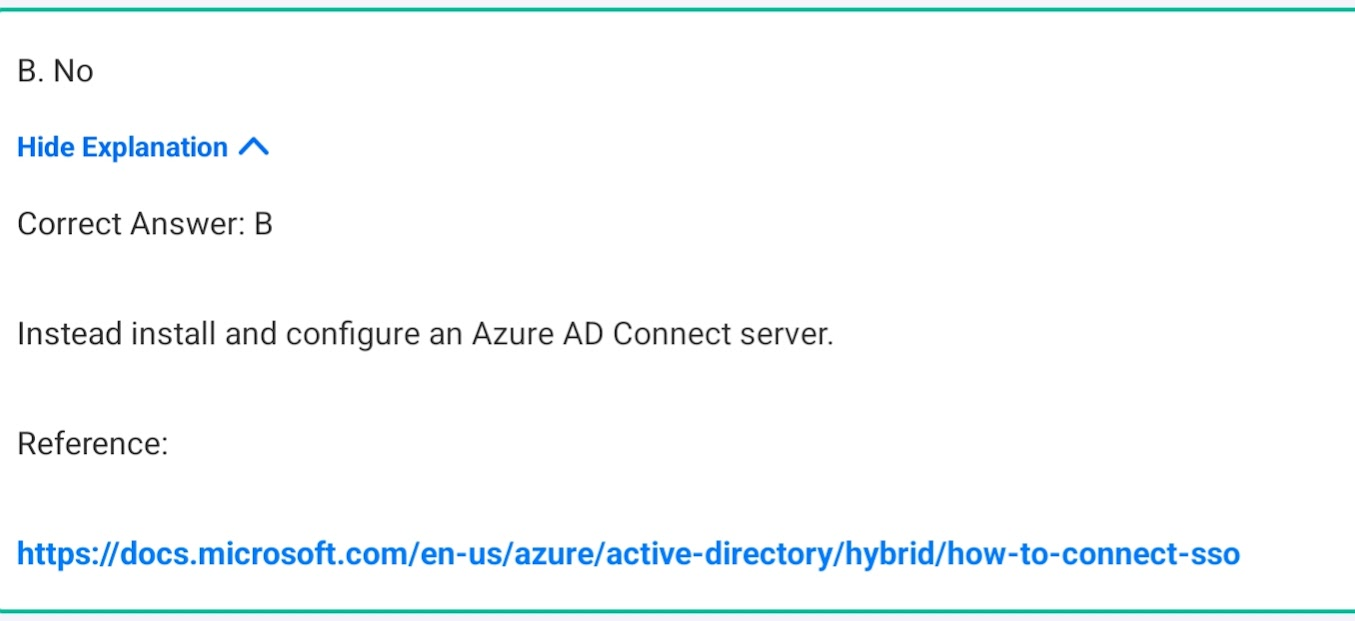 B. No
Hide Explanation
Correct Answer: B
Instead install and configure an Azure AD Connect server.
Reference:
https://docs.microsoft.com/en-us/azure/active-directory/hybrid/how-to-connect-sso